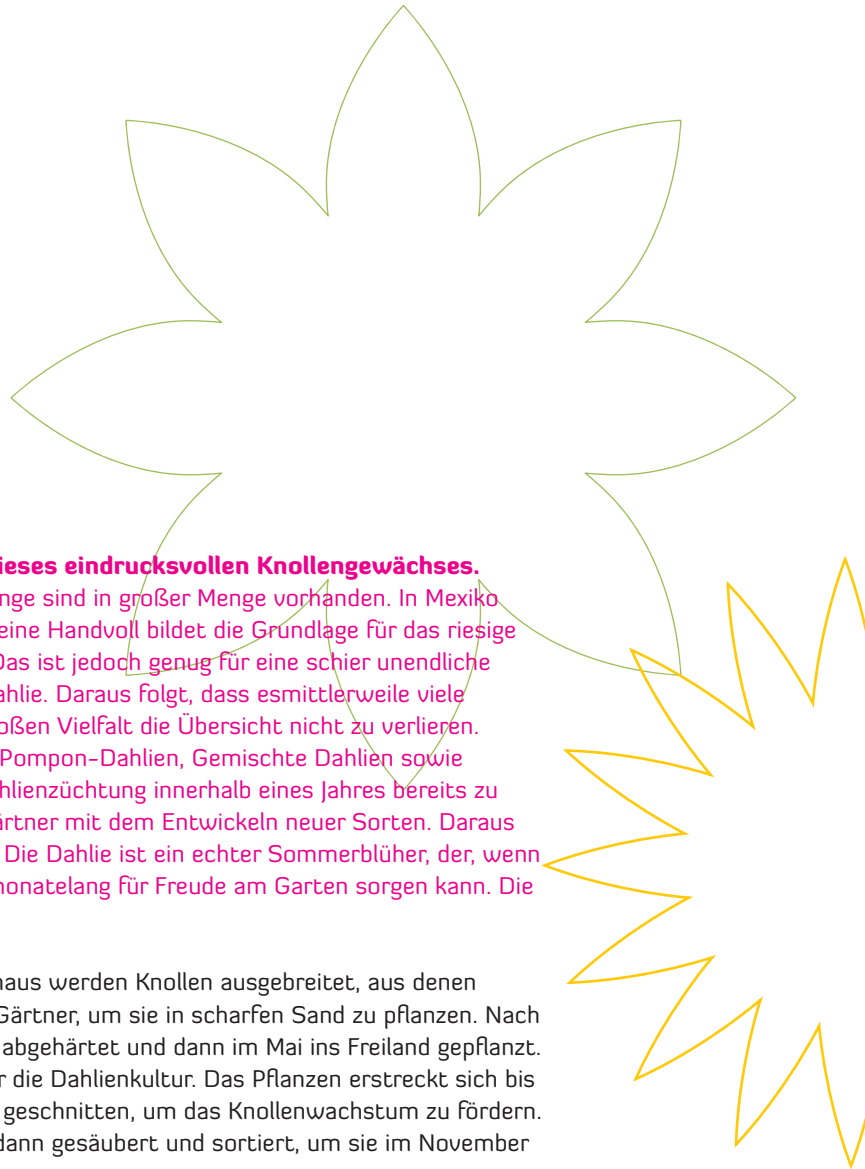 ieses eindrucksvollen Knollengewächses.
nge sind in großer Menge vorhanden. In Mexiko
eine Handvoll bildet die Grundlage für das riesige
Das ist jedoch genug für eine schier unendliche
ahlie. Daraus folgt, dass esmittlerweile viele
oßen Vielfalt die Übersicht nicht zu verlieren.
Pompon-Dahlien, Gemischte Dahlien sowie
hlienzüchtung innerhalb eines Jahres bereits zu
ärtner mit dem Entwickeln neuer Sorten. Daraus
Die Dahlie ist ein echter Sommerblüher, der, wenn
monatelang für Freude am Garten sorgen kann. Die
haus werden Knollen ausgebreitet, aus denen
Gärtner, um sie in scharfen Sand zu pflanzen. Nach
abgehärtet und dann im Mai ins Freiland gepflanzt.
r die Dahlienkultur. Das Pflanzen erstreckt sich bis
geschnitten, um das Knollenwachstum zu fördern.
dann gesäubert und sortiert, um sie im November